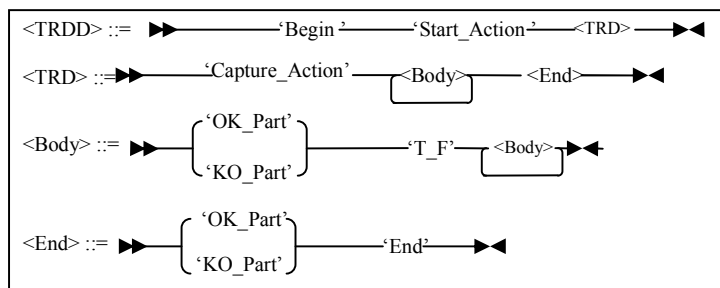 <TRDD> ::= ‘Begin ’ ‘Start_Action’ <TRD>
<TRD> ::= ‘Capture_Action’ <Body> <End>
<Body> ::= ‘OK_Part’ ‘KO_Part’ ‘T_F’ <Body>
<End> ::= ‘OK_Part’ ‘KO_Part’ ‘End’